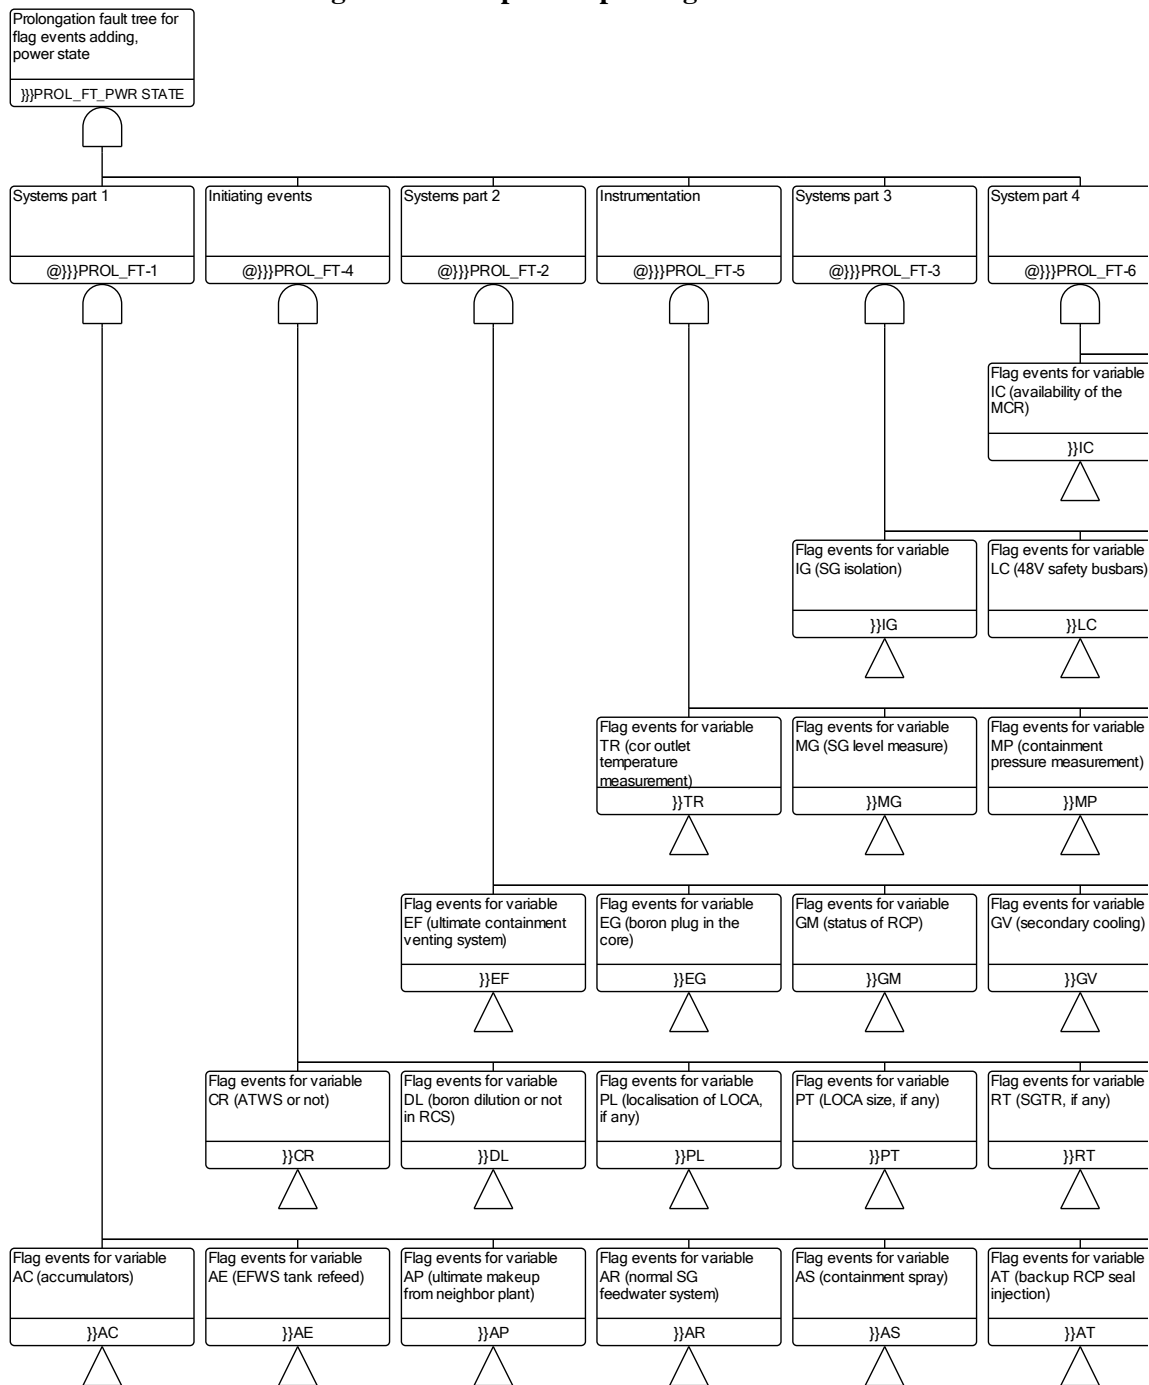 Prolongation fault tree for
flag events adding,
power state
}}}PROL_FT_PWR STATE
Systems part 1
@}}}PROL_FT-1
Initiating events
@}}}PROL_FT-4
Systems part 2
@}}}PROL_FT-2
Instrumentation
@}}}PROL_FT-5
Systems part 3
@}}}PROL_FT-3
System part 4
@}}}PROL_FT-6
Flag events for variable
IC (availability of the
MCR)
}}IC
Flag events for variable
IG (SG isolation)
}}IG
Flag events for variable
LC (48V safety busbars)
}}LC
Flag events for variable
TR (cor outlet
temperature
measurement)
}}TR
Flag events for variable
MG (SG level measure)
}}MG
Flag events for variable
MP (containment
pressure measurement)
}}MP
Flag events for variable
EF (ultimate containment
venting system)
}}EF
Flag events for variable
EG (boron plug in the
core)
}}EG
Flag events for variable
GM (status of RCP)
}}GM
Flag events for variable
GV (secondary cooling)
}}GV
Flag events for variable
CR (ATWS or not)
}}CR
Flag events for variable
DL (boron dilution or not
in RCS)
}}DL
Flag events for variable
PL (localisation of LOCA,
if any)
}}PL
Flag events for variable
PT (LOCA size, if any)
}}PT
Flag events for variable
RT (SGTR, if any)
}}RT
Flag events for variable
AC (accumulators)
}}AC
Flag events for variable
AE (EFWS tank refeed)
}}AE
Flag events for variable
AP (ultimate makeup
from neighbor plant)
}}AP
Flag events for variable
AR (normal SG
feedwater system)
}}AR
Flag events for variable
AS (containment spray)
}}AS
Flag events for variable
AT (backup RCP seal
injection)
}}AT